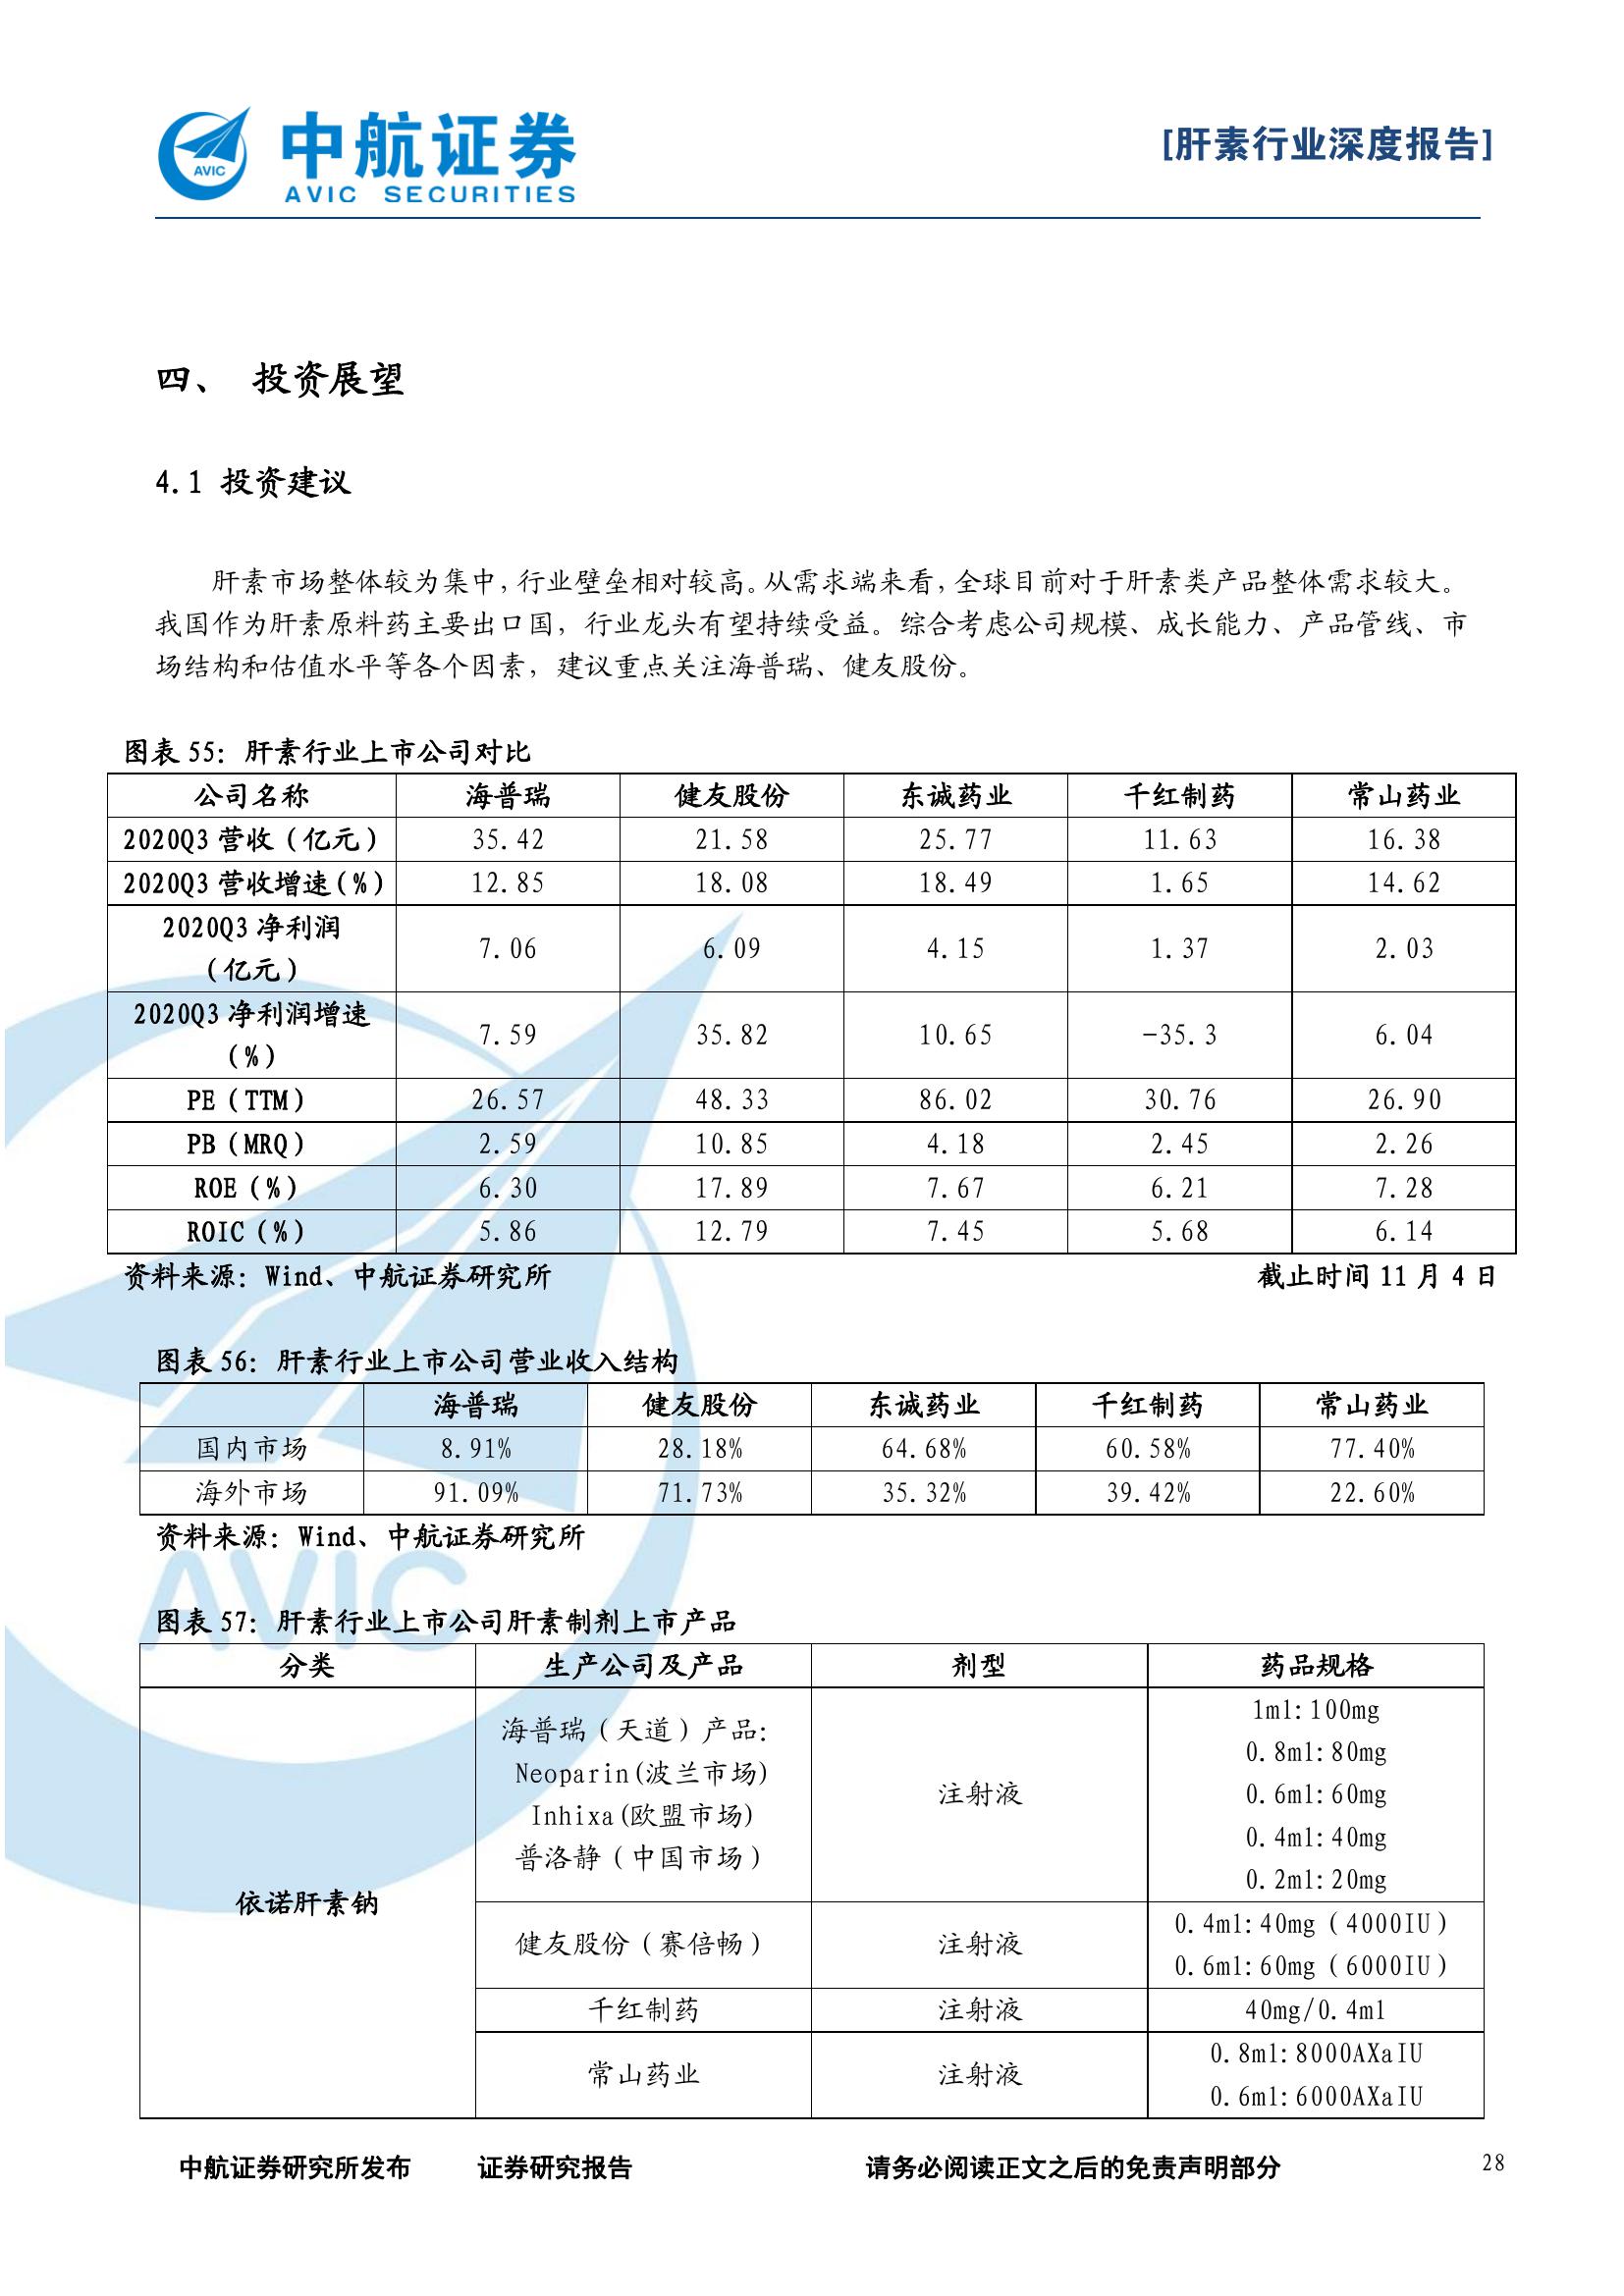 AVIC
中航证券
AVIC SECURITIES
[肝素行业深度报告]
四、 投资展望
4.1 投资建议
肝素市场整体较为集中,行业壁垒相对较高。从需求端来看,全球目前对于肝素类产品整体需求较大。
我国作为肝素原料药主要出口国，行业龙头有望持续受益。综合考虑公司规模、成长能力、产品管线、市
场结构和估值水平等各个因素，建议重点关注海普瑞、健友股份。
图表 55：肝素行业上市公司对比
公司名称 海普瑞 健友股份 东诚药业 千红制药 常山药业
2020Q3 营收（亿元） 35.42 21.58 25.77 11.63 16.38
2020Q3 营收增速(%) 12.85 18.08 18.49 1.65 14.62
2020Q3 净利润
（亿元） 7.06 6.09 4.15 1.37 2.03
2020Q3 净利润增速
（%） 7.59 35.82 10.65 -35.3 6.04
PE（TTM） 26.57 48.33 86.02 30.76 26.90
PB（MRQ） 2.59 10.85 4.18 2.45 2.26
ROE（%） 6.30 17.89 7.67 6.21 7.28
ROIC（%） 5.86 12.79 7.45 5.68 6.14
资料来源：Wind、中航证券研究所 截止时间 11 月 4 日
图表 56：肝素行业上市公司营业收入结构
海普瑞 健友股份 东诚药业 千红制药 常山药业
国内市场 8.91% 28.18% 64.68% 60.58% 77.40%
海外市场 91.09% 71.73% 35.32% 39.42% 22.60%
资料来源：Wind、中航证券研究所
AVIC
图表 57：肝素行业上市公司肝素制剂上市产品
分类 生产公司及产品 剂型 药品规格
依诺肝素钠
海普瑞（天道）产品：
Neoparin(波兰市场)
Inhixa(欧盟市场)
普洛静（中国市场）
注射液
1ml:100mg
0.8ml:80mg
0.6ml:60mg
0.4ml:40mg
0.2ml:20mg
健友股份（赛倍畅） 注射液
0.4ml:40mg（4000IU）
0.6ml:60mg（6000IU）
千红制药 注射液 40mg/0.4ml
常山药业 注射液
0.8ml:8000AXaIU
0.6ml:6000AXaIU
中航证券研究所发布 证券研究报告 请务必阅读正文之后的免责声明部分 28